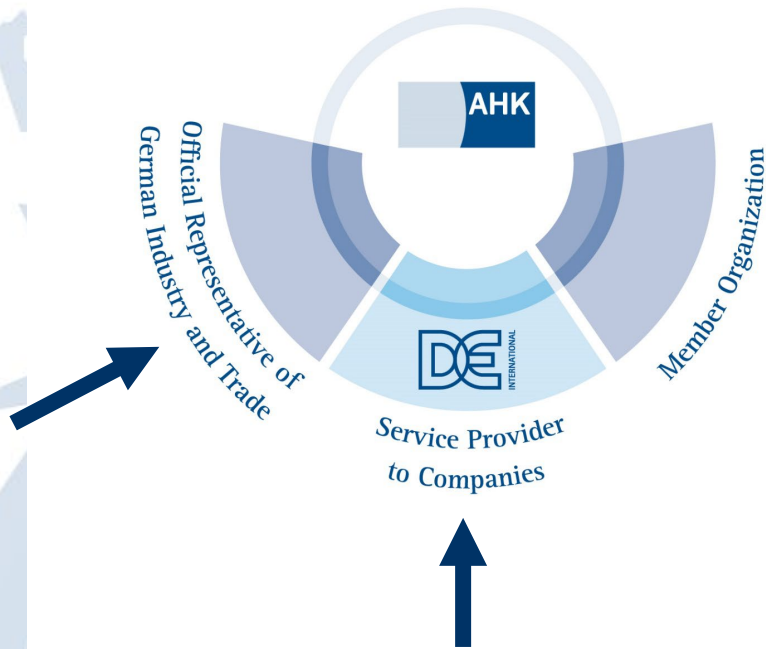 AHK
Official Representative of
German Industry and Trade
Member Organization
DE
INTERNATIONAL
Service Provider
to Companies